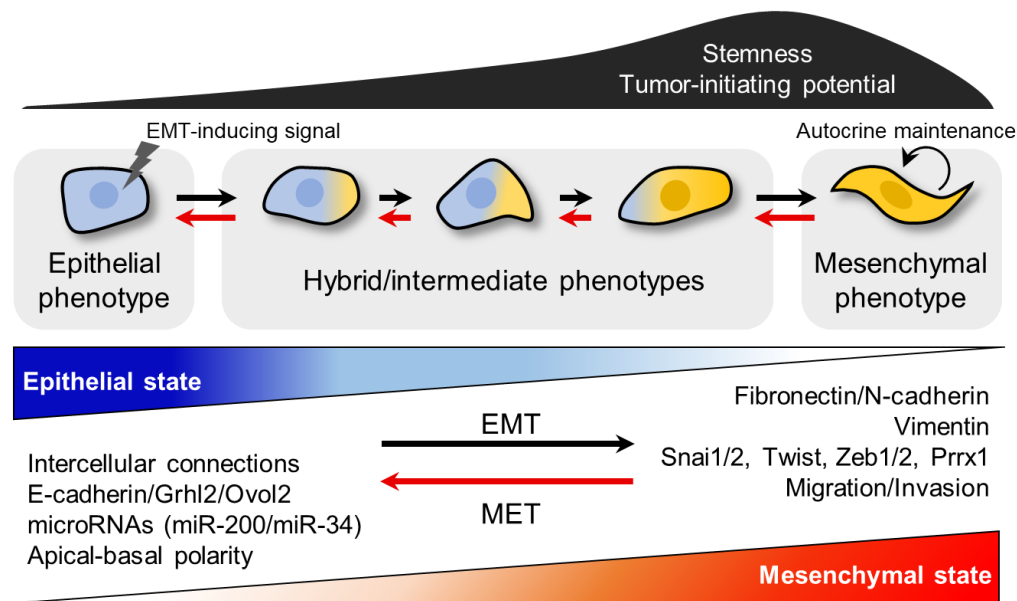 Stemness
Tumor-initiating potential
EMT-inducing signal
Autocrine maintenance
Epithelial
phenotype
Hybrid/intermediate phenotypes
Mesenchymal
phenotype
Epithelial state
Fibronectin/N-cadherin
Vimentin
Snai1/2, Twist, Zeb1/2, Prrx1
Migration/Invasion
EMT
MET
Intercellular connections
E-cadherin/Grhl2/Ovol2
microRNAs (miR-200/miR-34)
Apical-basal polarity
Mesenchymal state